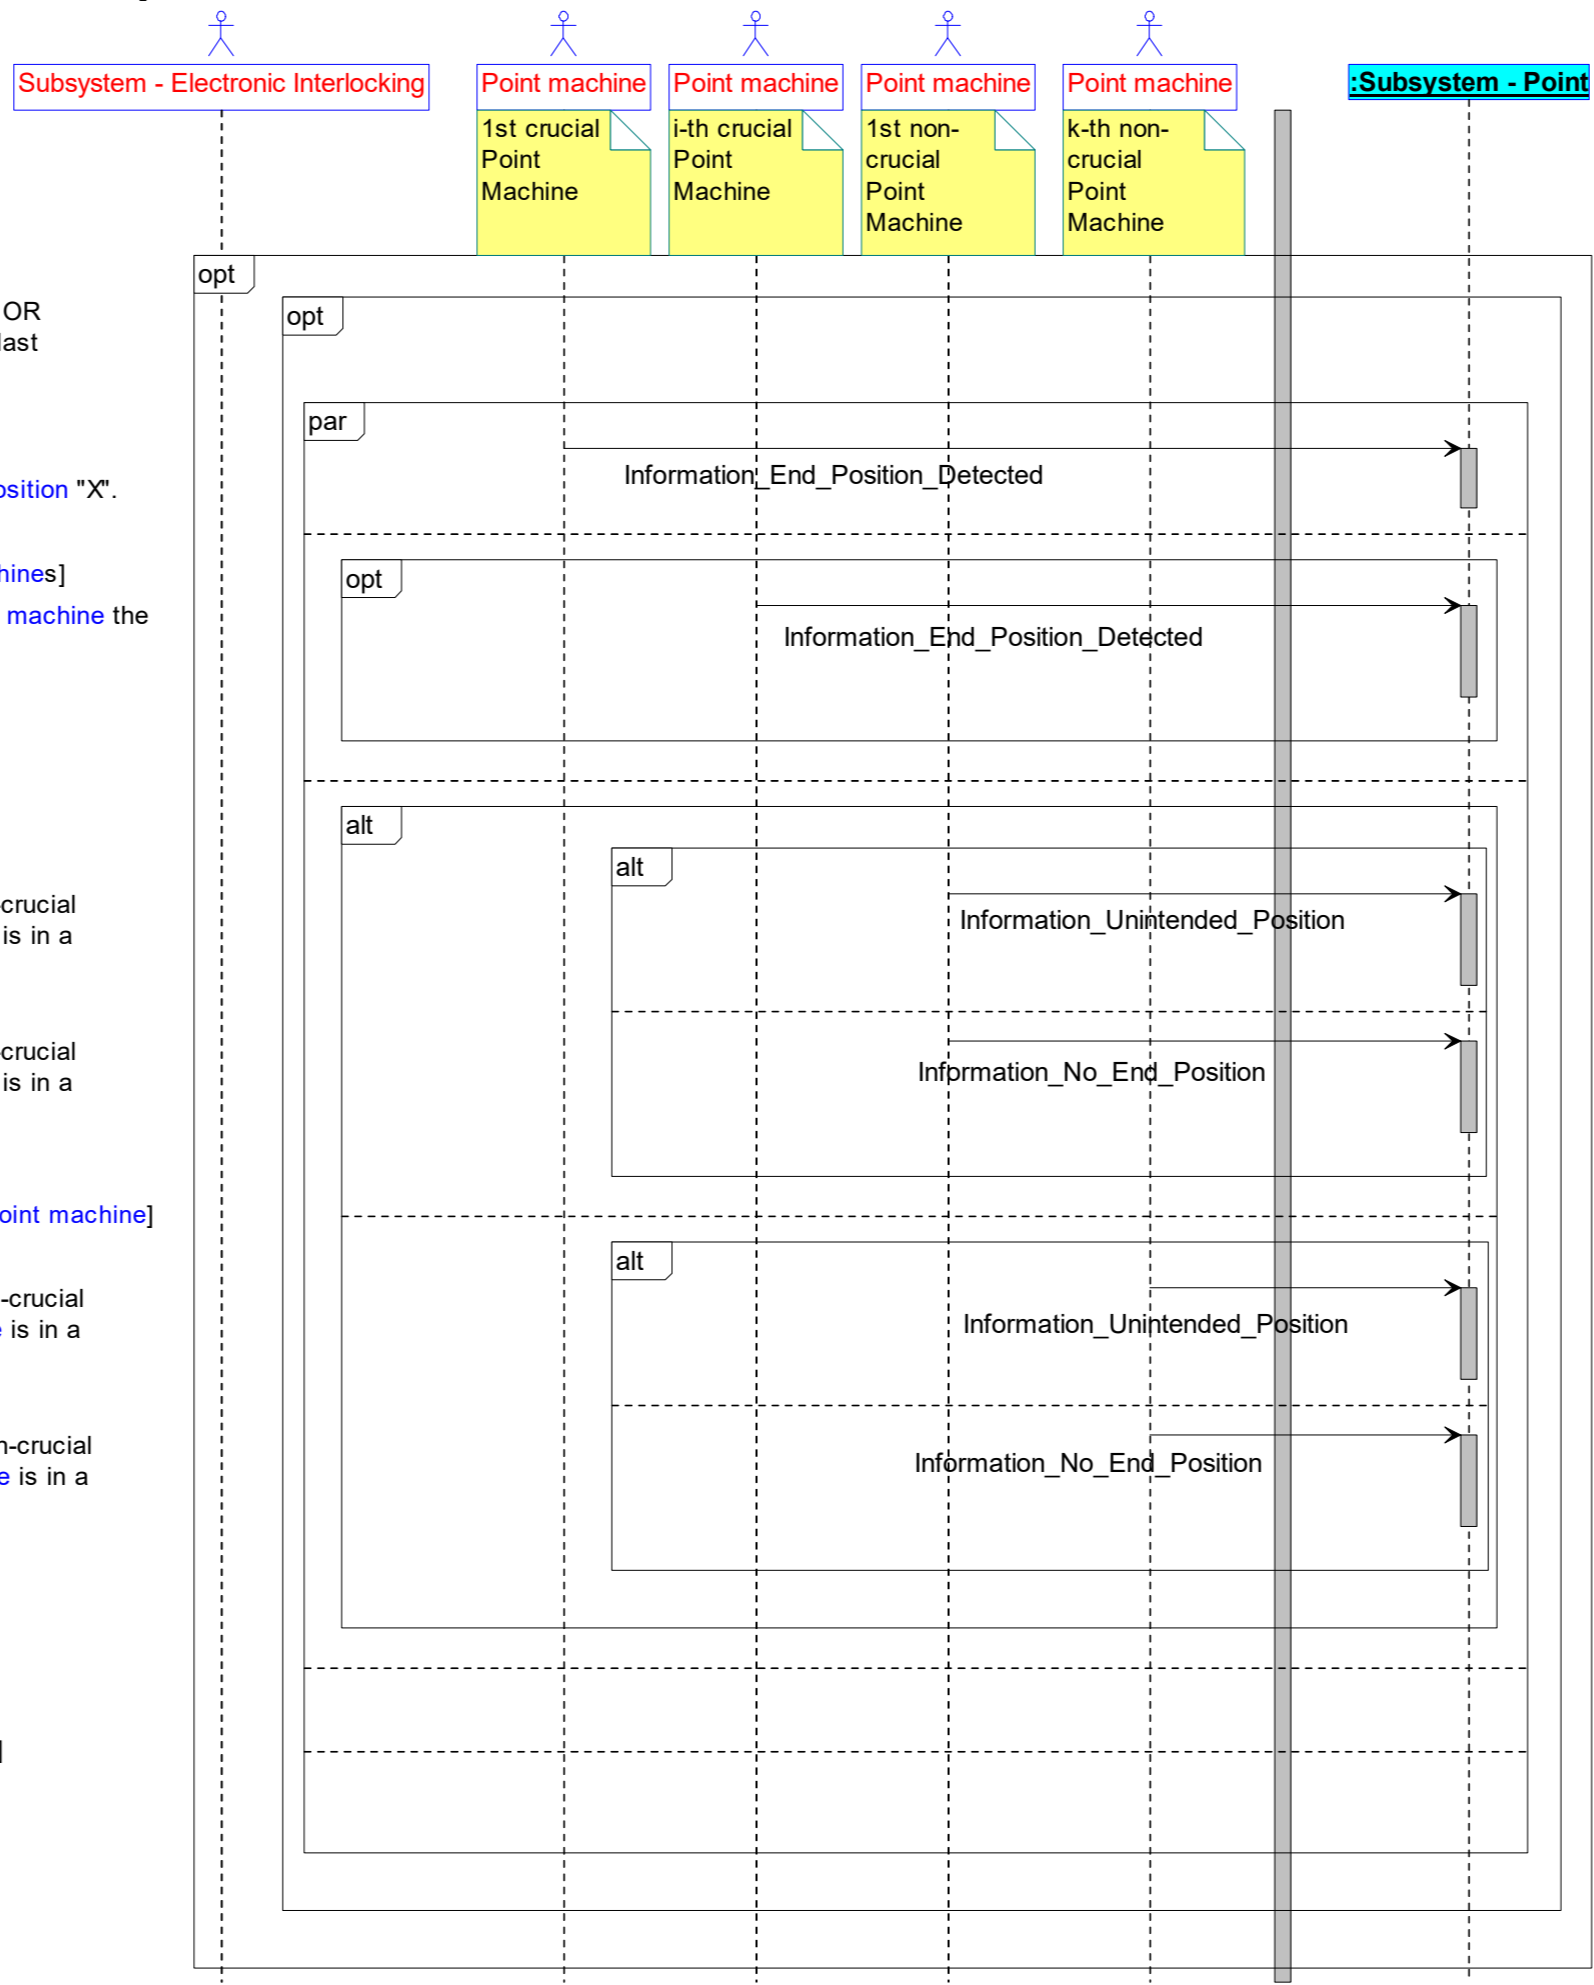 Subsystem - Electronic Interlocking
Point machine
Point machine
Point machine
Point machine
:Subsystem - Point
1st crucial
Point
Machine
i-th crucial
Point
Machine
1st non-
crucial
Point
Machine
k-th non-
crucial
Point
Machine
opt
OR
opt
last
par
Information_End_Position_Detected
osition "X".
hines]
opt
machine the
Information_End_Position_Detected
alt
alt
crucial
Information_Unintended_Position
is in a
crucial
Information_No_End_Position
is in a
oint machine]
alt
-crucial
Information_Unintended_Position
e is in a
n-crucial
Information_No_End_Position
e is in a
]